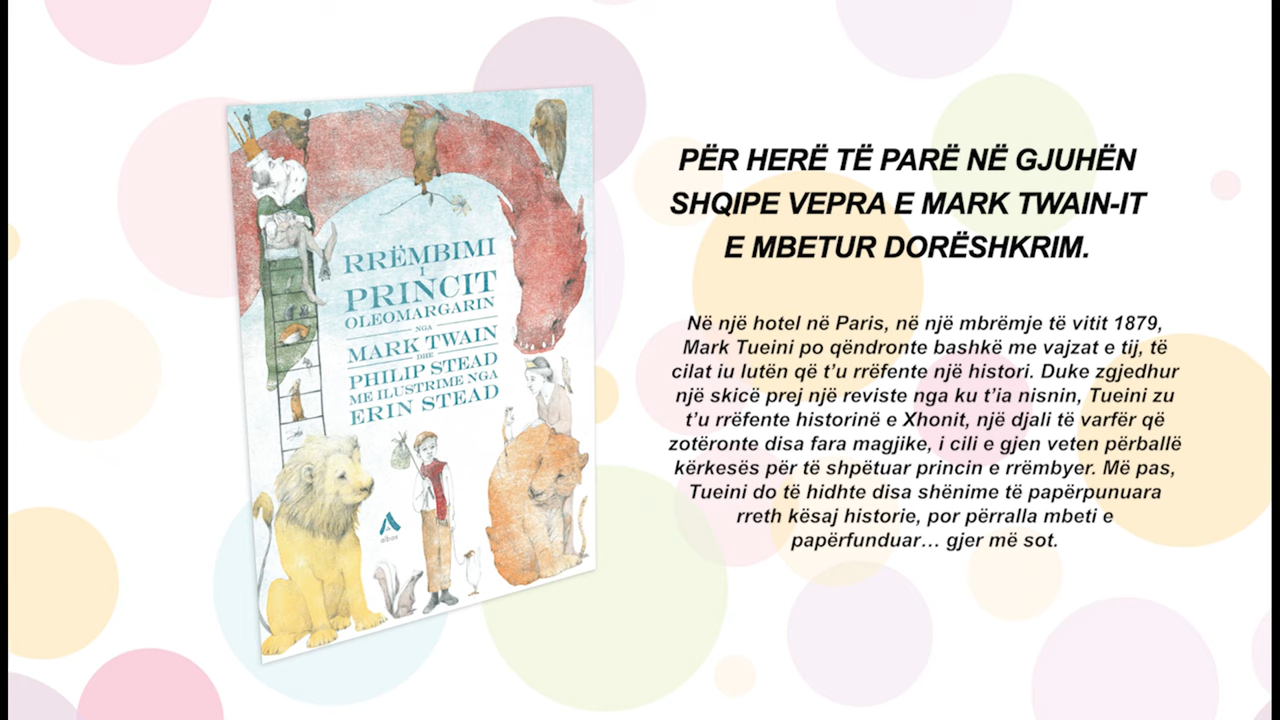 RRËMBIMI
I
PRINCIT
OLEOMARGARIN
NGA
MARK TWAIN
DHE
PHILIP STEAD
ME ILUSTRIME NGA
ERIN STEAD
albas
PËR HERË TË PARË NË GJUHËN
SHQIPE VEPRA E MARK TWAIN-IT
E MBETUR DORËSHKRIM.
Në një hotel në Paris, në një mbrëmje të vitit 1879,
Mark Tueini po qëndronte bashkë me vajzat e tij, të
cilat iu lutën që t’u rrëfente një histori. Duke zgjedhur
një skicë prej një reviste nga ku t’ia nisnin, Tueini zu
t’u rrëfente historinë e Xhonit, një djali të varfër që
zotëronte disa fara magjike, i cili e gjen veten përballë
kërkesës për të shpëtuar princin e rrëmbyer. Më pas,
Tueini do të hidhte disa shënime të papërpunuara
rreth kësaj historie, por përralla mbeti e
papërfunduar… gjer më sot.